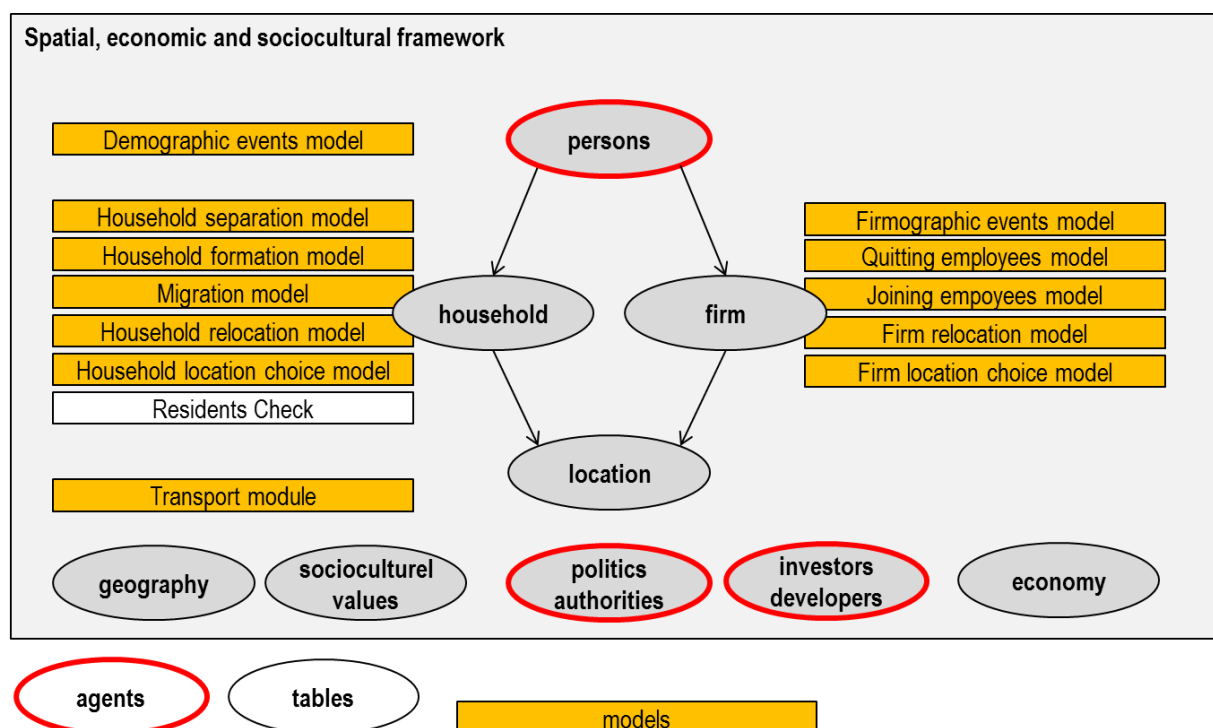 Spatial, economic and sociocultural framework
Demographic events model
persons
Household separation model
Household formation model
Migration model
Household relocation model
Household location choice model
Residents Check
Firmographic events model
Quitting employees model
Joining empoyees model
Firm relocation model
Firm location choice model
household
firm
location
Transport module
geography
socioculturel
values
politics
authorities
investors
developers
economy
agents
tables
models